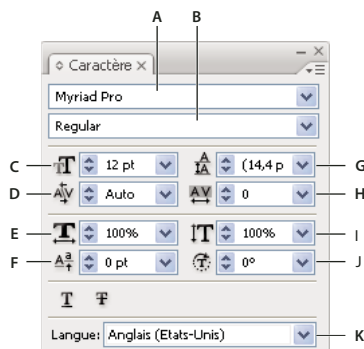 A
B
Caractère
Myriad Pro
Regular
C
12 pt
(14,4 p
G
D
Auto
0
H
E
100%
100%
I
F
0 pt
0°
J
T
T
Langue: Anglais (Etats-Unis)
K